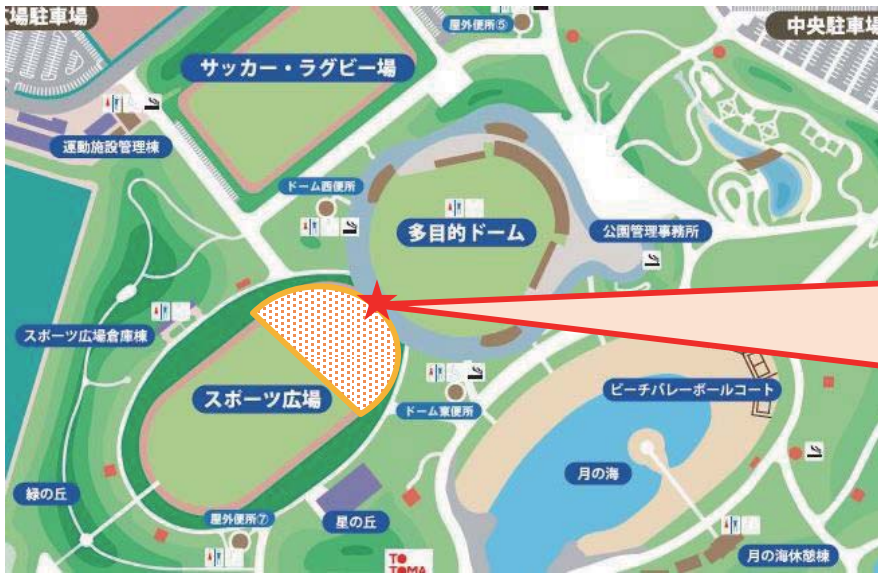 場駐車場
屋外便所⑤
中央駐車場
サッカー・ラグビー場
運動施設管理棟
ドーム西便所
多目的ドーム
公園管理事務所
スポーツ広場倉庫棟
スポーツ広場
ドーム東便所
ビーチバレーボールコート
月の海
緑の丘
屋外便所⑦
星の丘
月の海休憩棟
TO
TOMA